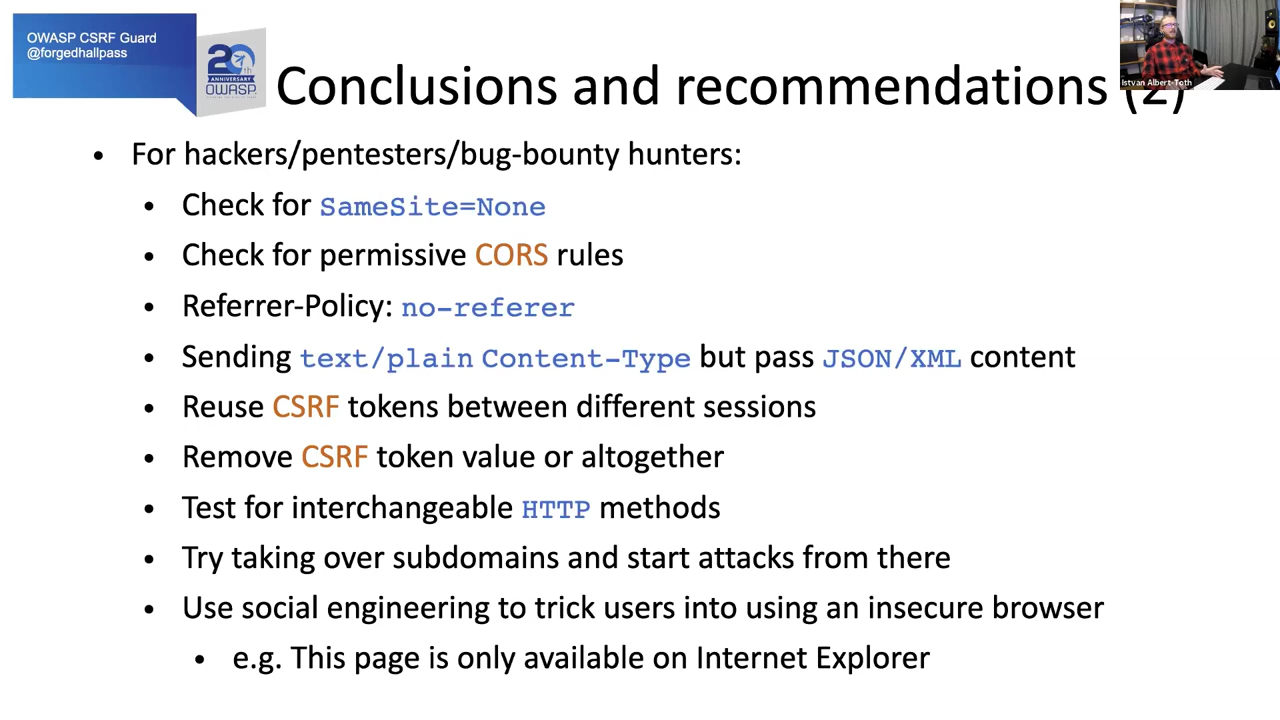 OWASP CSRF Guard
@forgedhallpass
20
ANNIVERSARY
OWASP
Conclusions and recommendations (2)
Istvan Albert-Toth
• For hackers/pentesters/bug-bounty hunters:
• Check for SameSite=None
• Check for permissive CORS rules
• Referrer-Policy: no-referer
• Sending text/plain Content-Type but pass JSON/XML content
• Reuse CSRF tokens between different sessions
• Remove CSRF token value or altogether
• Test for interchangeable HTTP methods
• Try taking over subdomains and start attacks from there
• Use social engineering to trick users into using an insecure browser
• e.g. This page is only available on Internet Explorer